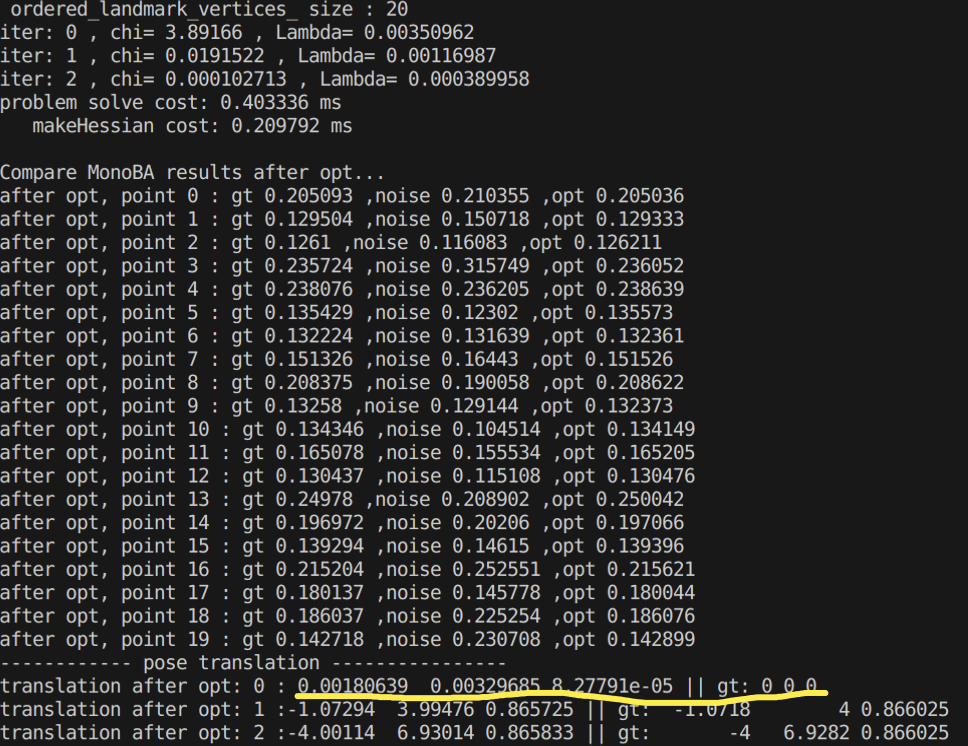 ordered_landmark_vertices_ size : 20
iter: 0 , chi= 3.89166 , Lambda= 0.00350962
iter: 1 , chi= 0.0191522 , Lambda= 0.00116987
iter: 2 , chi= 0.000102713 , Lambda= 0.000389958
problem solve cost: 0.403336 ms
makeHessian cost: 0.209792 ms
Compare MonoBA results after opt...
after opt, point 0 : gt 0.205093 ,noise 0.210355 ,opt 0.205036
after opt, point 1 : gt 0.129504 ,noise 0.150718 ,opt 0.129333
after opt, point 2 : gt 0.1261 ,noise 0.116083 ,opt 0.126211
after opt, point 3 : gt 0.235724 ,noise 0.315749 ,opt 0.236052
after opt, point 4 : gt 0.238076 ,noise 0.236205 ,opt 0.238639
after opt, point 5 : gt 0.135429 ,noise 0.12302 ,opt 0.135573
after opt, point 6 : gt 0.132224 ,noise 0.131639 ,opt 0.132361
after opt, point 7 : gt 0.151326 ,noise 0.16443 ,opt 0.151526
after opt, point 8 : gt 0.208375 ,noise 0.190058 ,opt 0.208622
after opt, point 9 : gt 0.13258 ,noise 0.129144 ,opt 0.132373
after opt, point 10 : gt 0.134346 ,noise 0.104514 ,opt 0.134149
after opt, point 11 : gt 0.165078 ,noise 0.155534 ,opt 0.165205
after opt, point 12 : gt 0.130437 ,noise 0.115108 ,opt 0.130476
after opt, point 13 : gt 0.24978 ,noise 0.208902 ,opt 0.250042
after opt, point 14 : gt 0.196972 ,noise 0.20206 ,opt 0.197066
after opt, point 15 : gt 0.139294 ,noise 0.14615 ,opt 0.139396
after opt, point 16 : gt 0.215204 ,noise 0.252551 ,opt 0.215621
after opt, point 17 : gt 0.180137 ,noise 0.145778 ,opt 0.180044
after opt, point 18 : gt 0.186037 ,noise 0.225254 ,opt 0.186076
after opt, point 19 : gt 0.142718 ,noise 0.230708 ,opt 0.142899
------------ pose translation ----------------
translation after opt: 0 : 0.00180639  0.00329685 8.27791e-05 || gt: 0 0 0
translation after opt: 1 :-1.07294  3.99476 0.865725 || gt:  -1.0718        4 0.866025
translation after opt: 2 :-4.00114  6.93014 0.865833 || gt:      -4   6.9282 0.866025